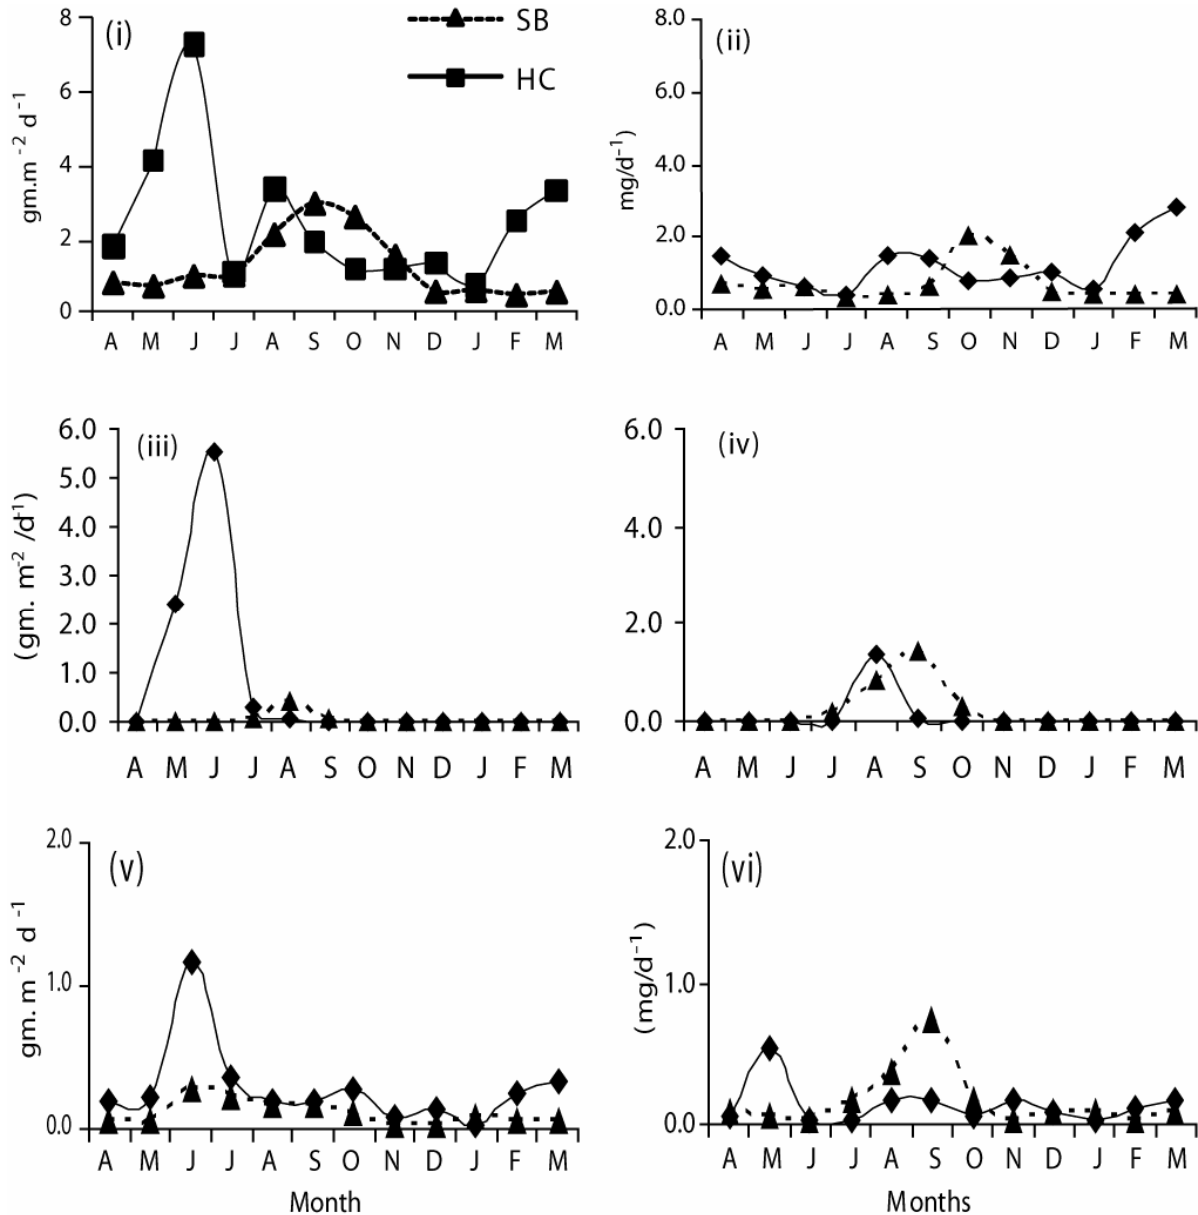 (i)
SB
HC
8
6
4
2
0
gm.m⁻² d⁻¹
A M J J A S O N D J F M
(ii)
8.0
6.0
4.0
2.0
0.0
mg/d⁻¹)
A M J J A S O N D J F M
(iii)
6.0
5.0
4.0
3.0
2.0
1.0
0.0
(gm. m⁻² /d⁻¹)
A M J J A S O N D J F M
(iv)
6.0
4.0
2.0
0.0
A M J J A S O N D J F M
(v)
2.0
1.0
0.0
gm. m⁻² d⁻¹
A M J J A S O N D J F M
Month
(vi)
2.0
1.0
0.0
(mg/d⁻¹)
A M J J A S O N D J F M
Months